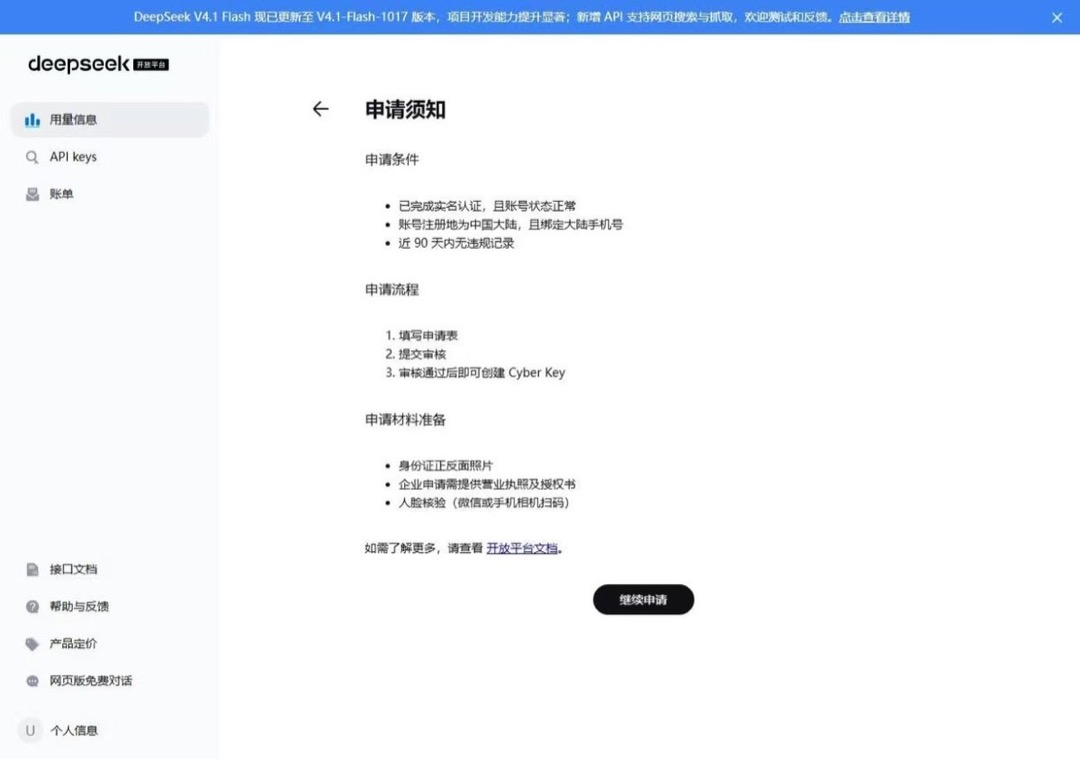 DeepSeek V4.1 Flash 现已更新至 V4.1-Flash-1017 版本，项目开发能力提升显著；新增 API 支持网页搜索与抓取，欢迎测试和反馈。点击查看详情
deepseek 开放平台
用量信息
API keys
账单
申请须知
申请条件
• 已完成实名认证，且账号状态正常
• 账号注册地为中国大陆，且绑定大陆手机号
• 近 90 天内无违规记录
申请流程
1. 填写申请表
2. 提交审核
3. 审核通过后即可创建 Cyber Key
申请材料准备
• 身份证正反面照片
• 企业申请需提供营业执照及授权书
• 人脸核验（微信或手机相机扫码）
如需了解更多，请查看 开放平台文档。
继续申请
接口文档
帮助与反馈
产品定价
网页版免费对话
U 个人信息